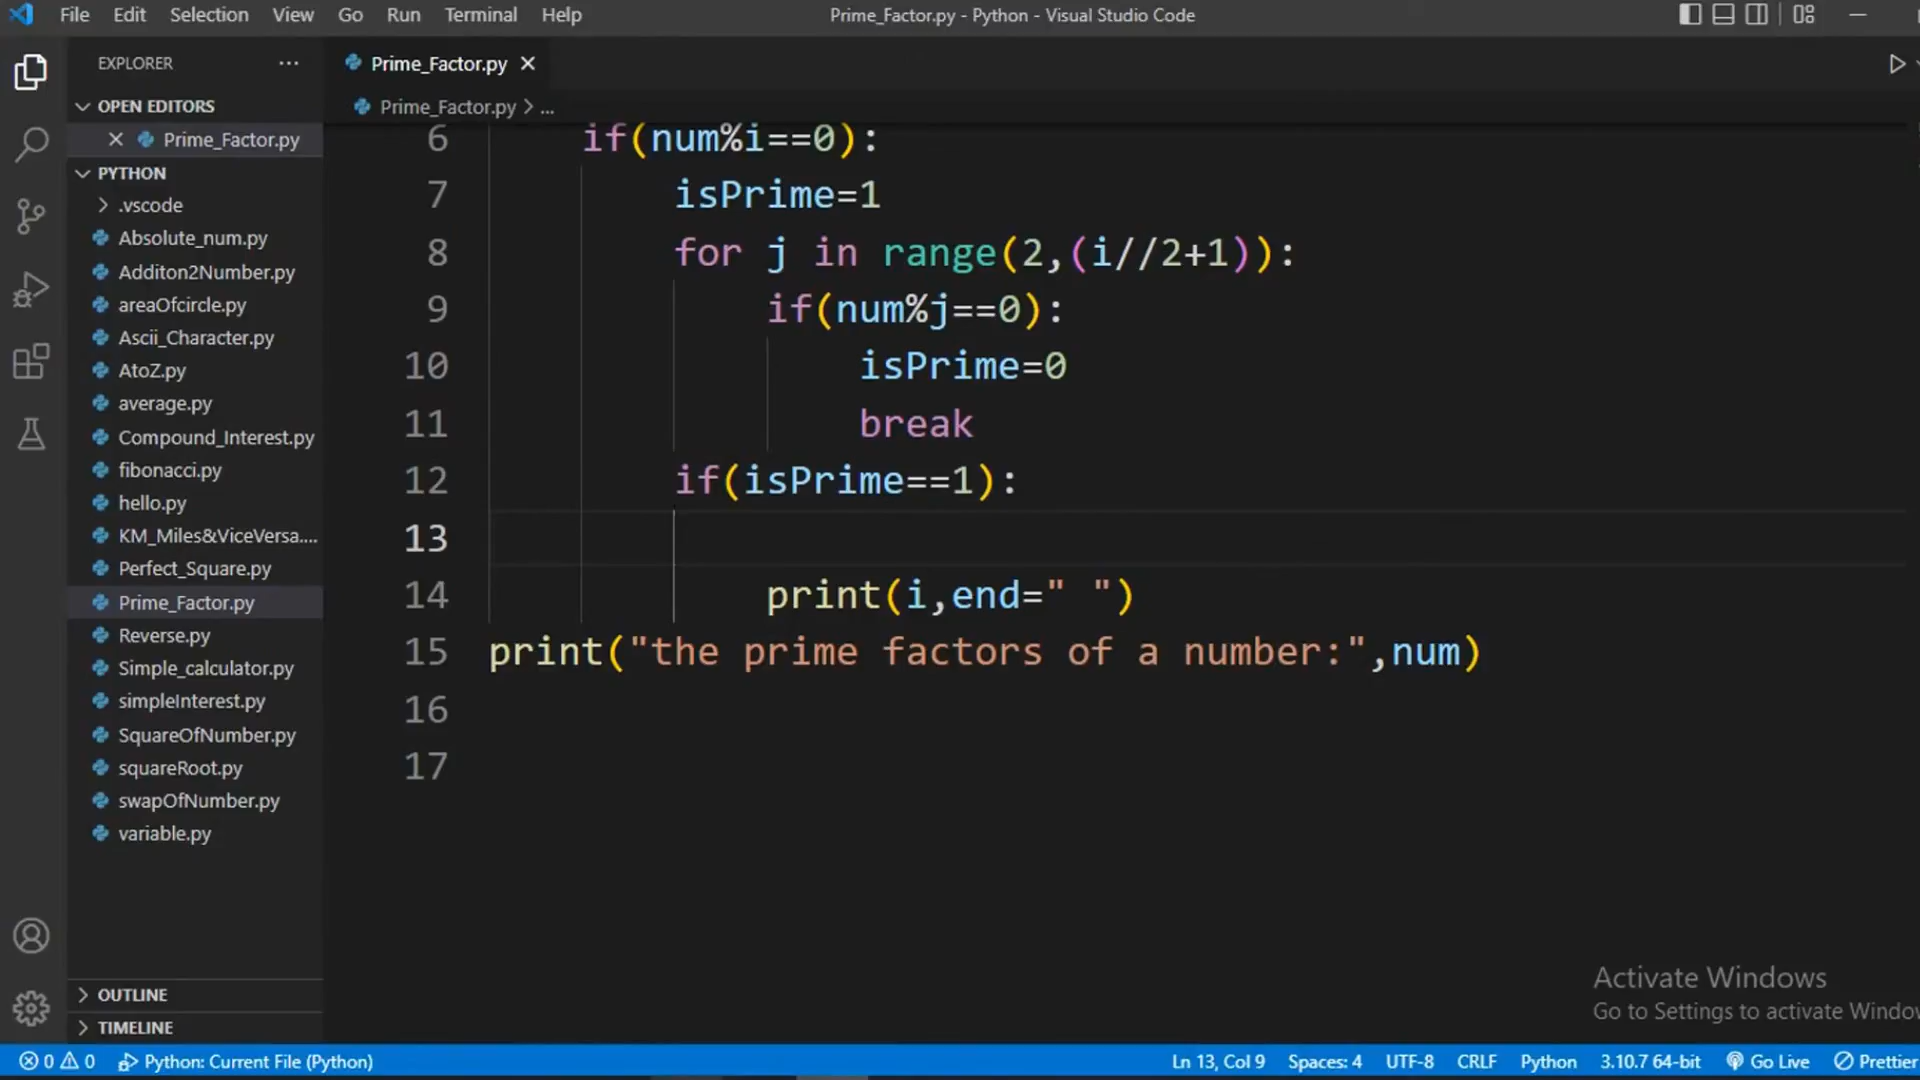 File Edit Selection View Go Run Terminal Help
Prime_Factor.py - Python - Visual Studio Code
EXPLORER
OPEN EDITORS
Prime_Factor.py
PYTHON
.vscode
Absolute_num.py
Additon2Number.py
areaOfcircle.py
Ascii_Character.py
AtoZ.py
average.py
Compound_Interest.py
fibonacci.py
hello.py
KM_Miles&ViceVersa....
Perfect_Square.py
Prime_Factor.py
Reverse.py
Simple_calculator.py
simpleInterest.py
SquareOfNumber.py
squareRoot.py
swapOfNumber.py
variable.py
OUTLINE
TIMELINE
Prime_Factor.py
Prime_Factor.py > ...
6 if(num%i==0):
7 isPrime=1
8 for j in range(2,(i//2+1)):
9 if(num%j==0):
10 isPrime=0
11 break
12 if(isPrime==1):
13
14 print(i,end=" ")
15 print("the prime factors of a number:",num)
16
17
Activate Windows
Go to Settings to activate Windo
0 0 Python: Current File (Python) Ln 13, Col 9 Spaces: 4 UTF-8 CRLF Python 3.10.7 64-bit Go Live Prettier